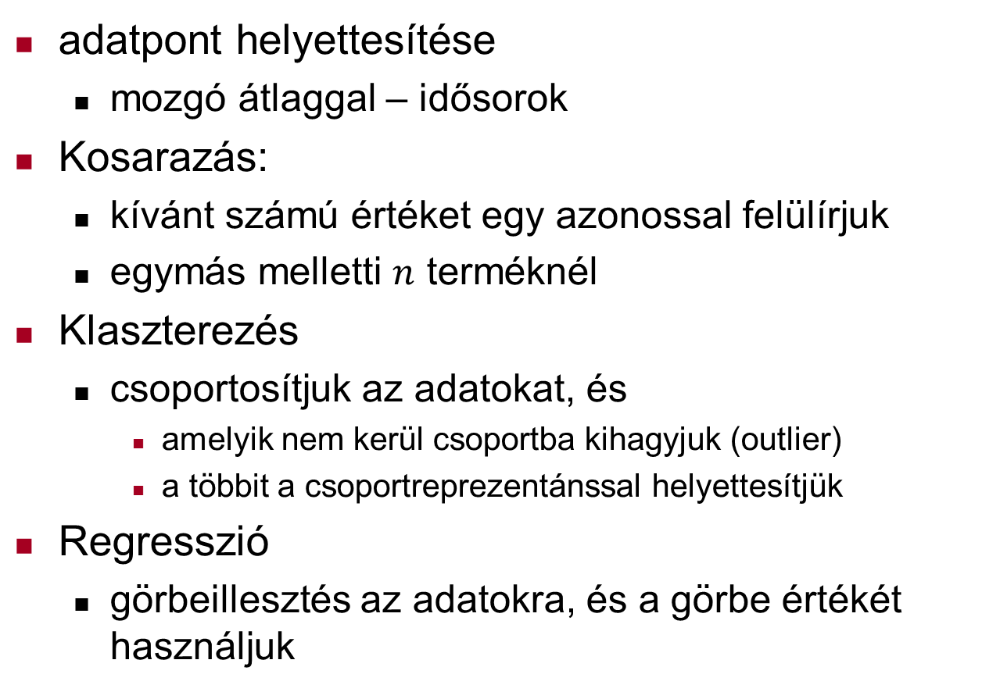 adatpont helyettesítése
mozgó átlaggal – idősorok
Kosarazás:
kívánt számú értéket egy azonossal felülírjuk
egymás melletti 𝑛 terméknél
Klaszterezés
csoportosítjuk az adatokat, és
amelyik nem kerül csoportba kihagyjuk (outlier)
a többit a csoportreprezentánssal helyettesítjük
Regresszió
görbeillesztés az adatokra, és a görbe értékét
használjuk